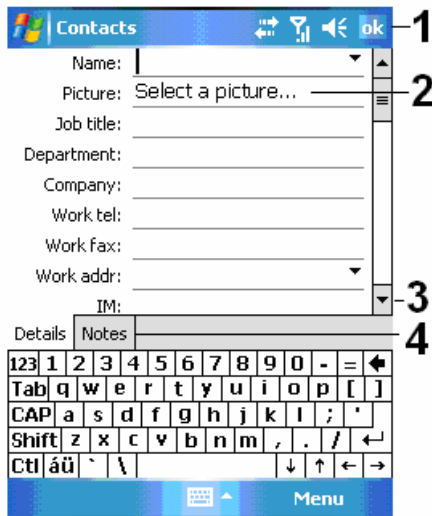 Contacts ok 1
Name:
Picture: Select a picture... 2
Job title:
Department:
Company:
Work tel:
Work fax:
Work addr:
IM: 3
Details Notes 4
123 1 2 3 4 5 6 7 8 9 0 - = 
Tab q w e r t y u i o p [ ]
CAP a s d f g h j k l ; '
Shift z x c v b n m , . / ↵
Ctl áü ` \ ↓ ↑ ← →
Menu